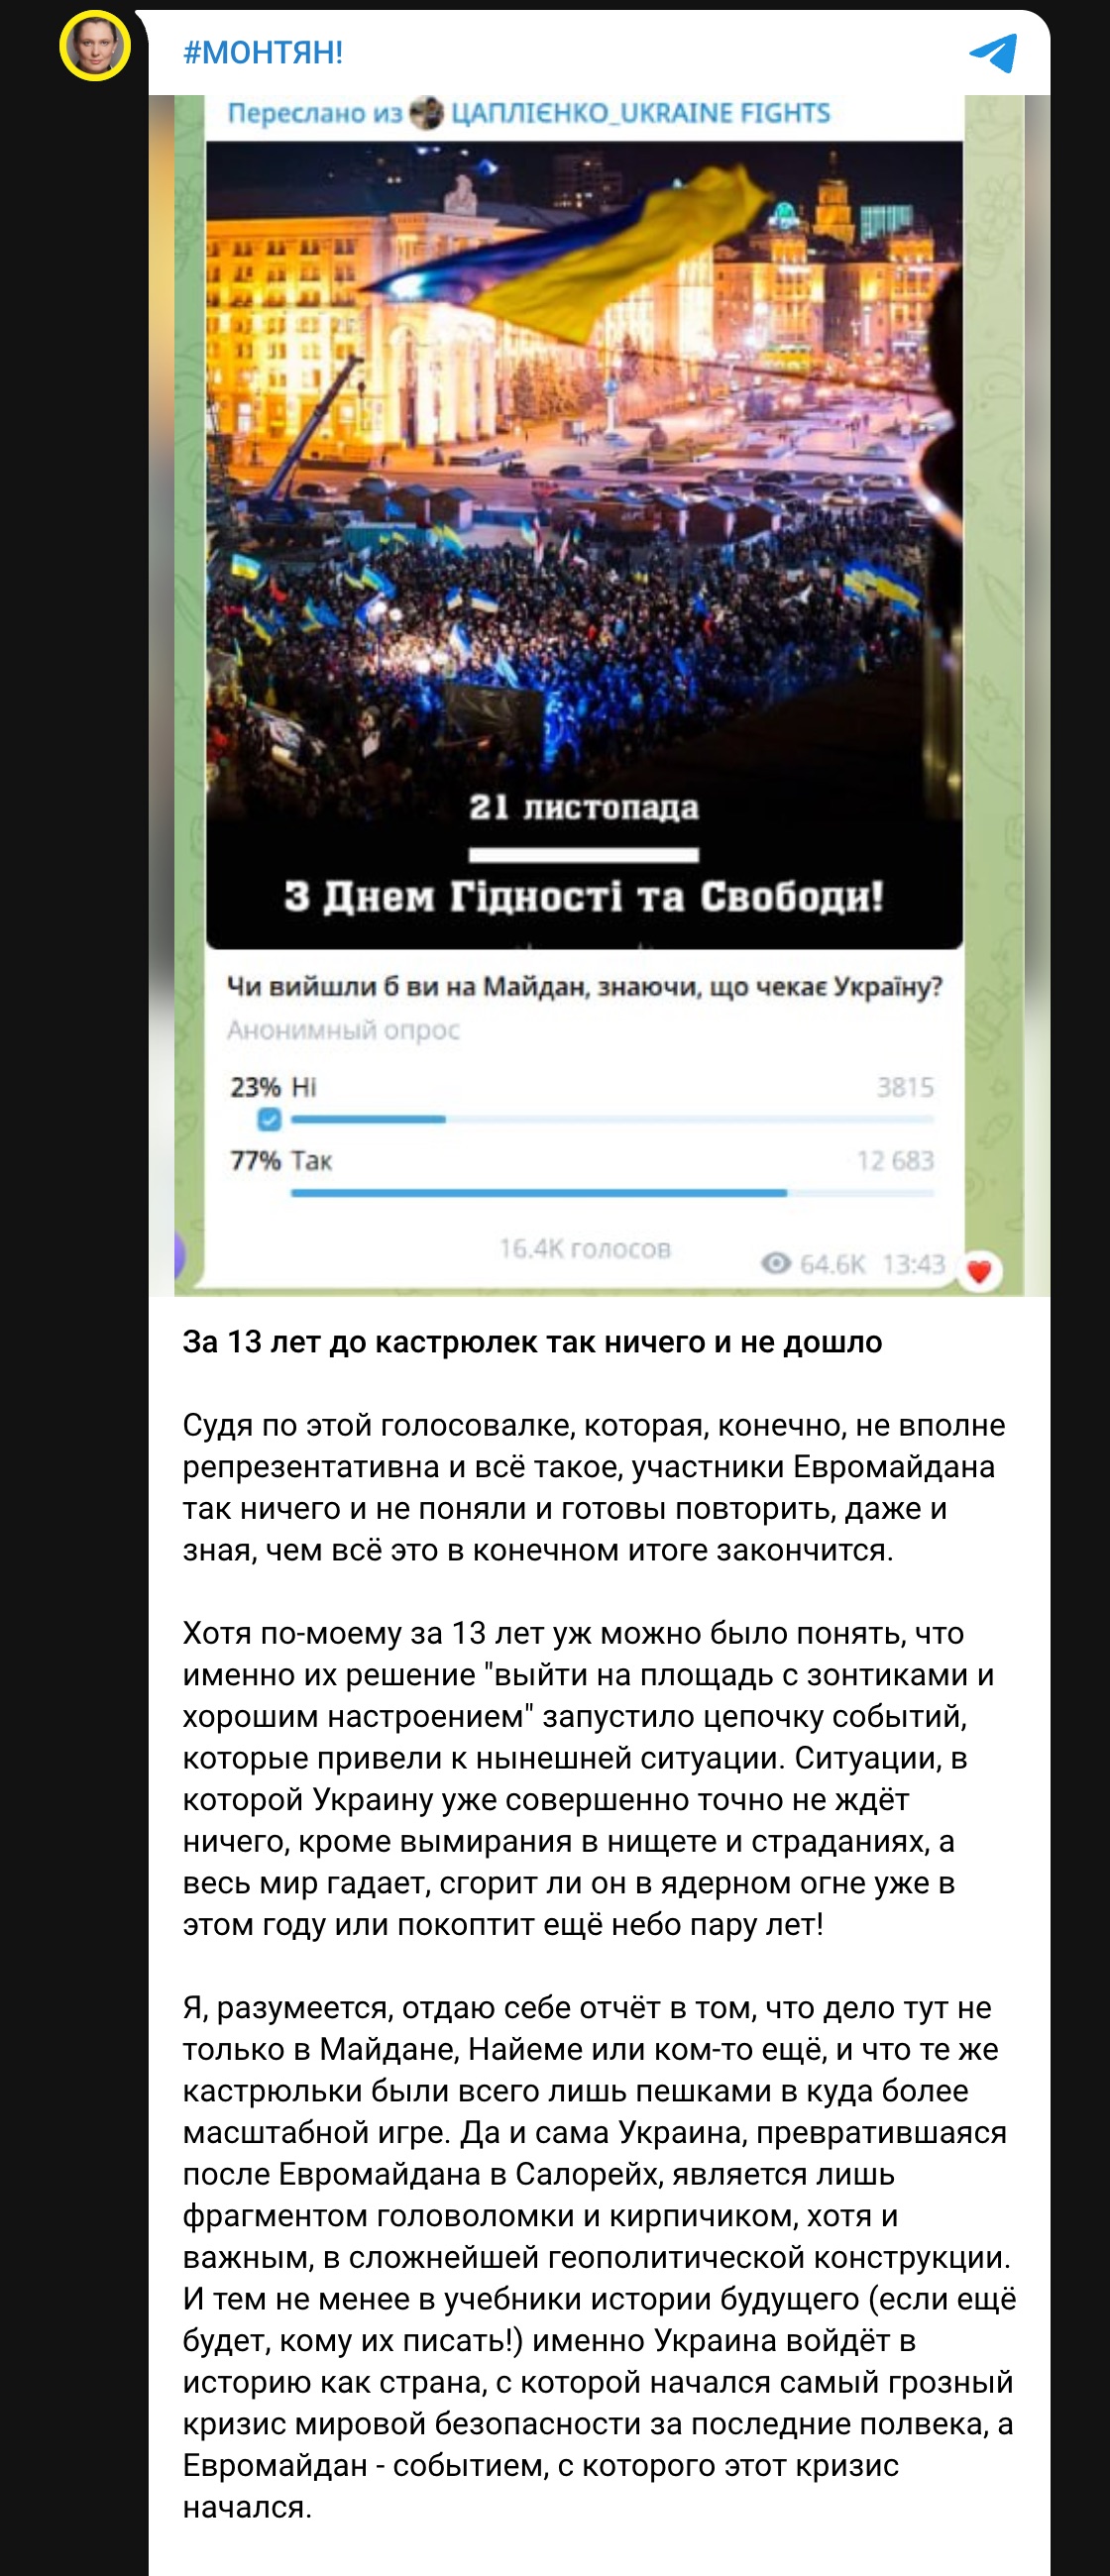 #МОНТЯН!
Переслано из ЦАПЛІЄНКО_UKRAINE FIGHTS
21 листопада
З Днем Гідності та Свободи!
Чи вийшли б ви на Майдан, знаючи, що чекає Україну?
Анонимный опрос
23% Ні 3815
77% Так 12 683
16.4K голосов
64.6K 13:43
За 13 лет до кастрюлек так ничего и не дошло
Судя по этой голосовалке, которая, конечно, не вполне
репрезентативна и всё такое, участники Евромайдана
так ничего и не поняли и готовы повторить, даже и
зная, чем всё это в конечном итоге закончится.
Хотя по-моему за 13 лет уж можно было понять, что
именно их решение "выйти на площадь с зонтиками и
хорошим настроением" запустило цепочку событий,
которые привели к нынешней ситуации. Ситуации, в
которой Украину уже совершенно точно не ждёт
ничего, кроме вымирания в нищете и страданиях, а
весь мир гадает, сгорит ли он в ядерном огне уже в
этом году или покоптит ещё небо пару лет!
Я, разумеется, отдаю себе отчёт в том, что дело тут не
только в Майдане, Найеме или ком-то ещё, и что те же
кастрюльки были всего лишь пешками в куда более
масштабной игре. Да и сама Украина, превратившаяся
после Евромайдана в Салорейх, является лишь
фрагментом головоломки и кирпичиком, хотя и
важным, в сложнейшей геополитической конструкции.
И тем не менее в учебники истории будущего (если ещё
будет, кому их писать!) именно Украина войдёт в
историю как страна, с которой начался самый грозный
кризис мировой безопасности за последние полвека, а
Евромайдан - событием, с которого этот кризис
начался.